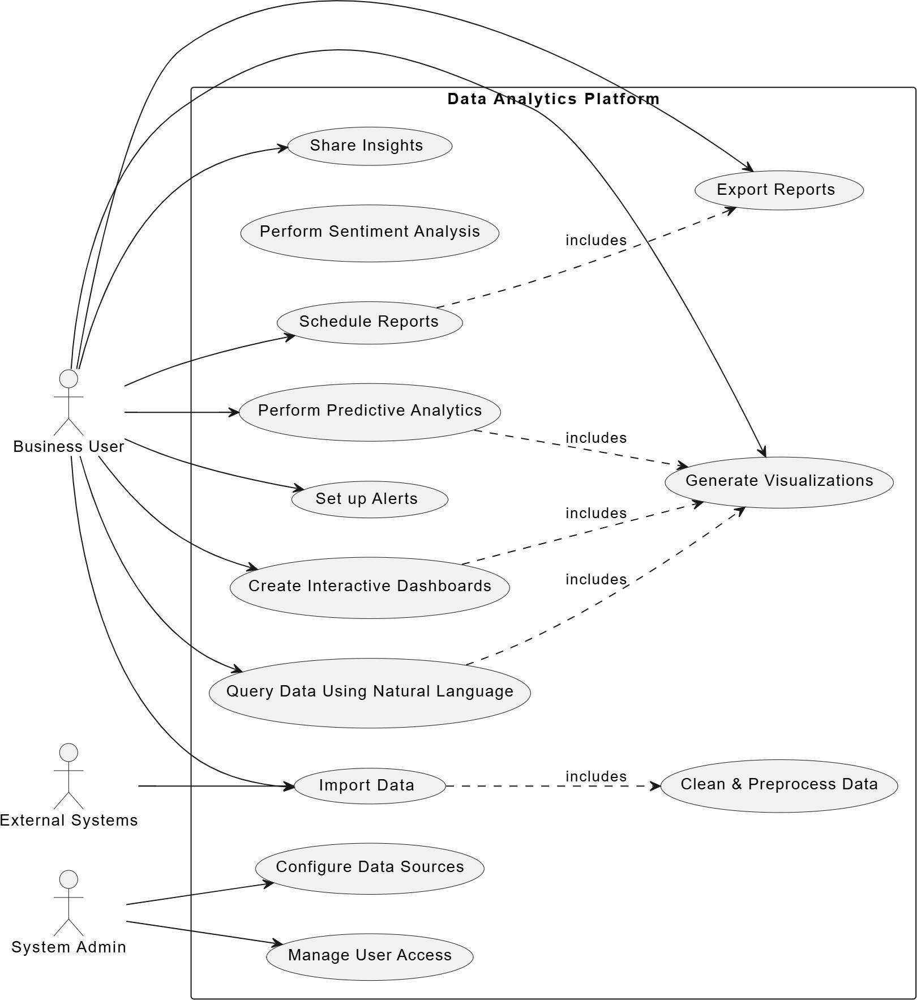 Data Analytics Platform
Share Insights
Export Reports
Perform Sentiment Analysis
includes
Schedule Reports
Perform Predictive Analytics
includes
Business User
Generate Visualizations
Set up Alerts
includes
Create Interactive Dashboards
includes
Query Data Using Natural Language
includes
Import Data
Clean & Preprocess Data
External Systems
Configure Data Sources
System Admin
Manage User Access